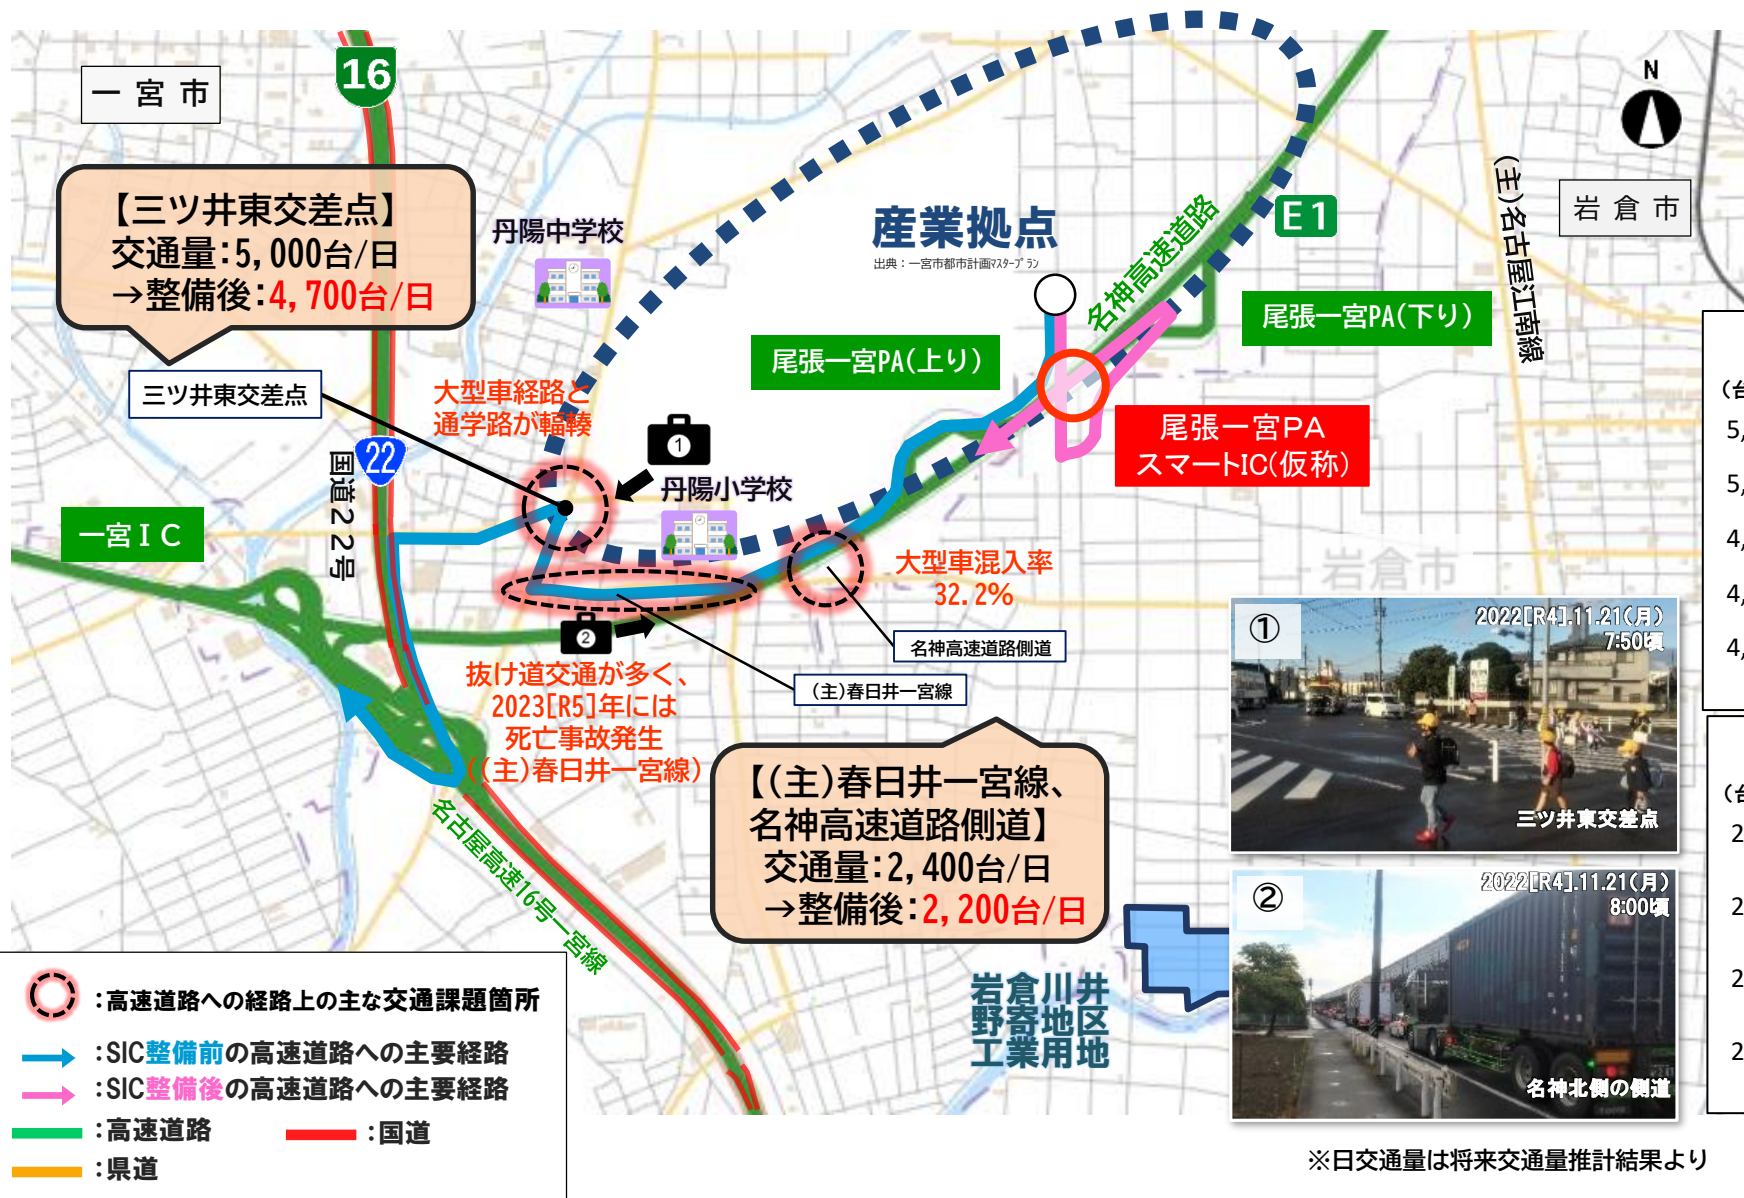 一宮市
16
【三ツ井東交差点】
交通量:5,000台/日
→整備後:4,700台/日
三ツ井東交差点
丹陽中学校
大型車経路と
通学路が輻輳
①
丹陽小学校
国道22号
22
一宮IC
産業拠点
出典:一宮市都市計画マスタープラン
名神高速道路
E1
N
岩倉市
(主)名古屋江南線
尾張一宮PA(上り)
尾張一宮PA(下り)
尾張一宮PA
スマートIC(仮称)
大型車混入率
32.2%
岩倉市
名神高速道路側道
(主)春日井一宮線
②
抜け道交通が多く、
2023[R5]年には
死亡事故発生
((主)春日井一宮線)
【(主)春日井一宮線、
名神高速道路側道】
交通量:2,400台/日
→整備後:2,200台/日
名古屋高速16号一宮線
岩倉川井
野寄地区
工業用地
①
2022[R4].11.21(月)
7:50頃
三ツ井東交差点
②
2022[R4].11.21(月)
8:00頃
名神北側の側道
(台
5,
5,
4,
4,
4,
(台
2
2
2
2
:高速道路への経路上の主な交通課題箇所
:SIC整備前の高速道路への主要経路
:SIC整備後の高速道路への主要経路
:高速道路
:国道
:県道
※日交通量は将来交通量推計結果より